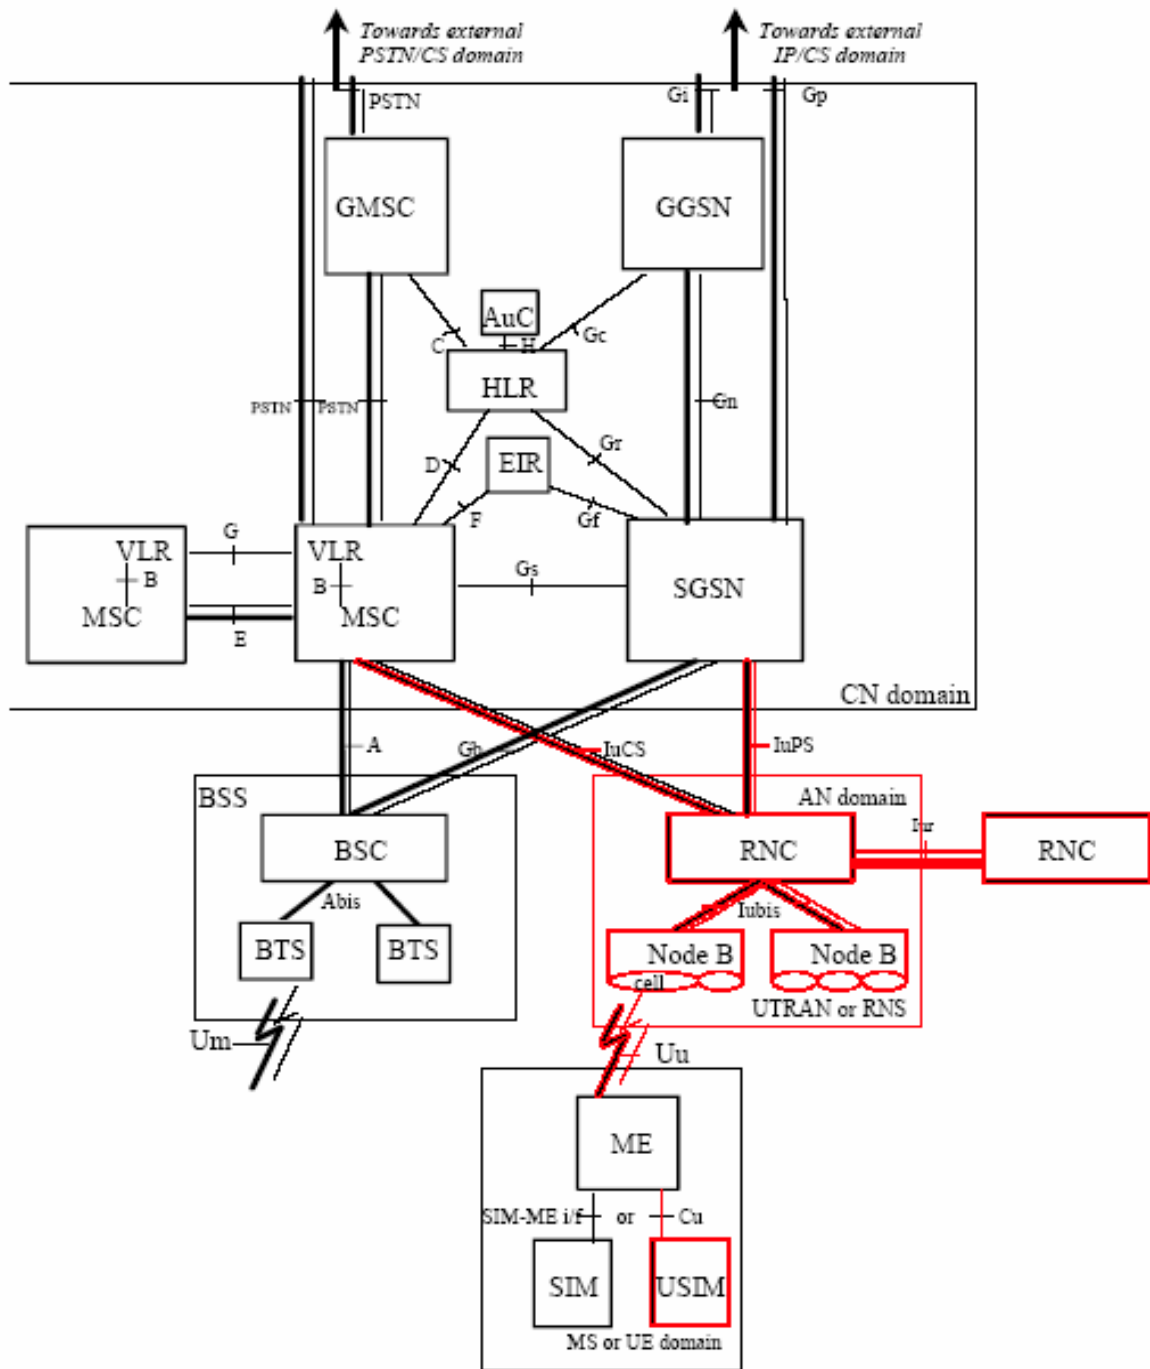 Towards external
PSTN/CS domain
Towards external
IP/CS domain
PSTN
Gi
Gp
GMSC
GGSN
AuC
C
H
Gc
HLR
PSTN
PSTN
Gn
D
EIR
Gr
F
Gf
G
VLR
B
MSC
E
VLR
B
MSC
Gs
SGSN
CN domain
A
Gb
IuCS
IuPS
BSS
AN domain
BSC
RNC
Iur
RNC
Abis
Iubis
BTS
BTS
Node B
Node B
cell
UTRAN or RNS
Um
Uu
ME
SIM-ME i/f
or
Cu
SIM
USIM
MS or UE domain